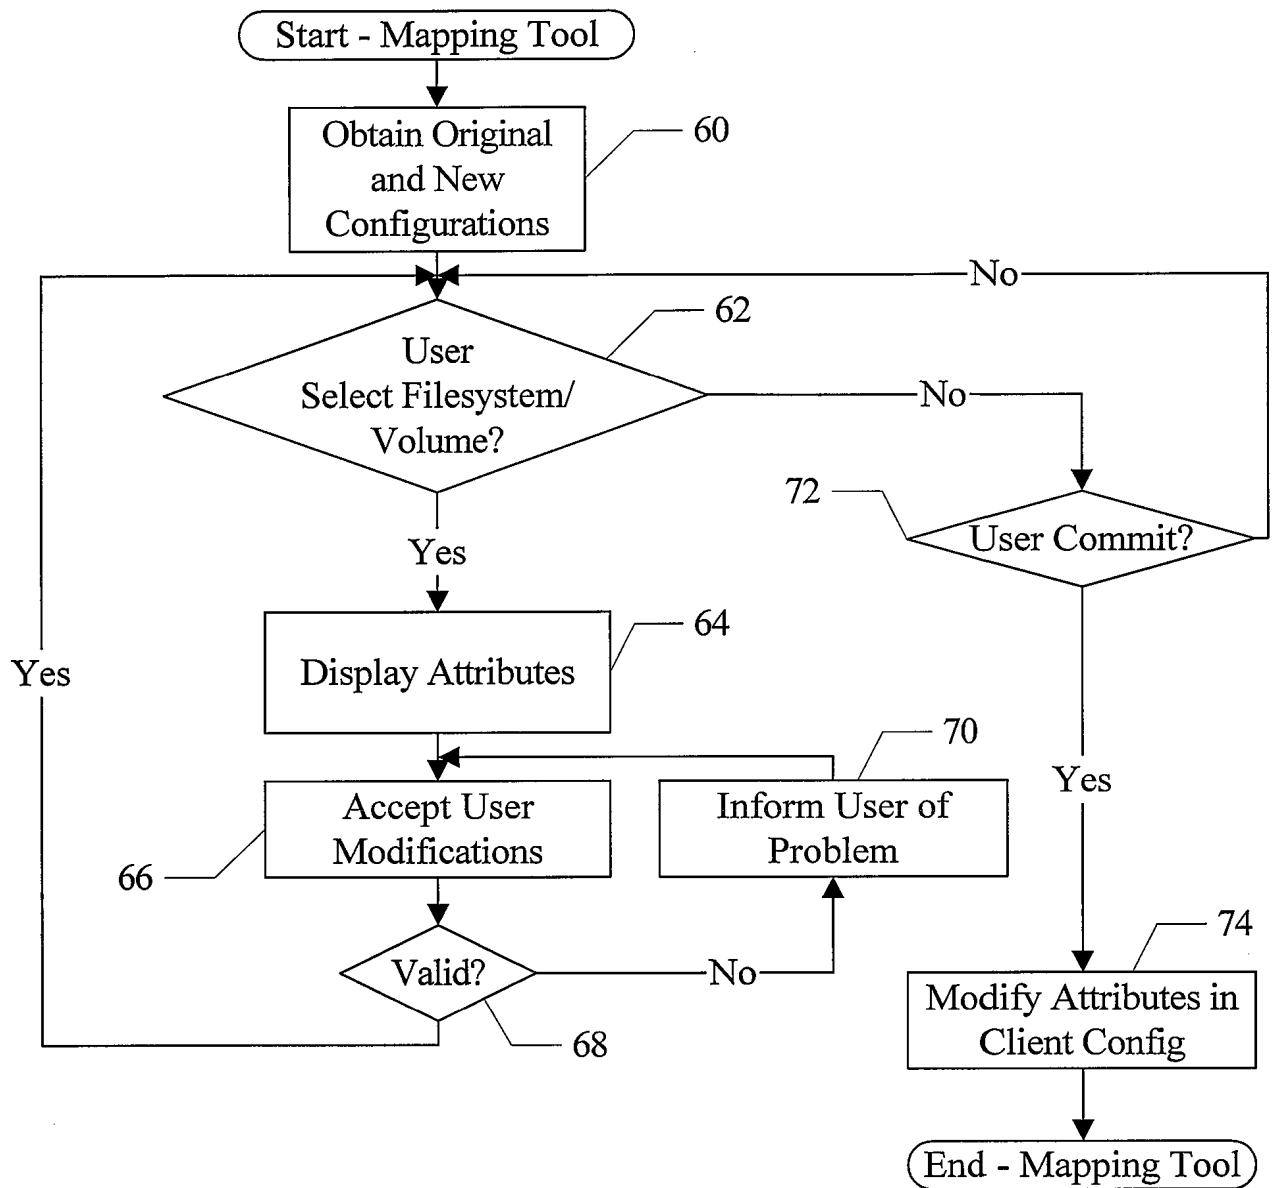 Start - Mapping Tool
Obtain Original
and New
Configurations
60
No
62
User
Select Filesystem/
Volume?
No
72
User Commit?
Yes
64
Display Attributes
Yes
70
Yes
Accept User
Modifications
Inform User of
Problem
66
74
Valid?
No
Modify Attributes in
Client Config
68
End - Mapping Tool